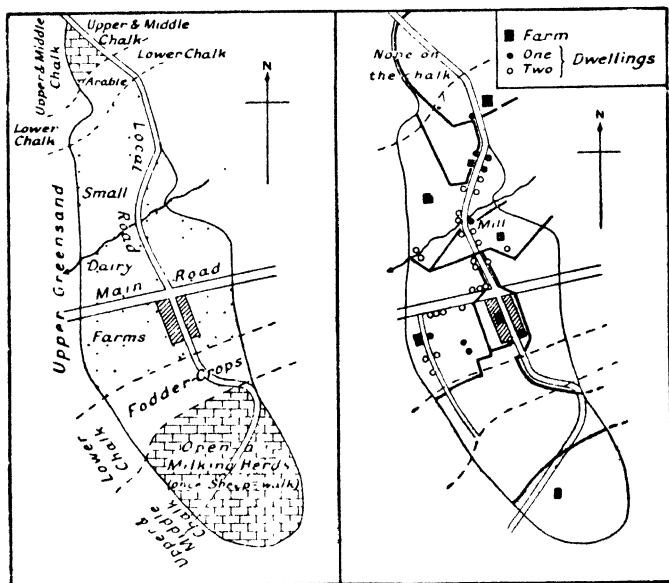 Upper & Middle
Chalk
Lower Chalk
Upper & Middle
Chalk
Arable
Lower
Chalk
N
Local
Road
Small
Dairy
Main Road
Farms
Upper Greensand
Fodder Crops
Lower
Chalk
Open air
Milking Herds
(once Sheep-walk)
Upper &
Middle
Chalk
None on
the chalk
Farm
One
Two
Dwellings
N
Mill